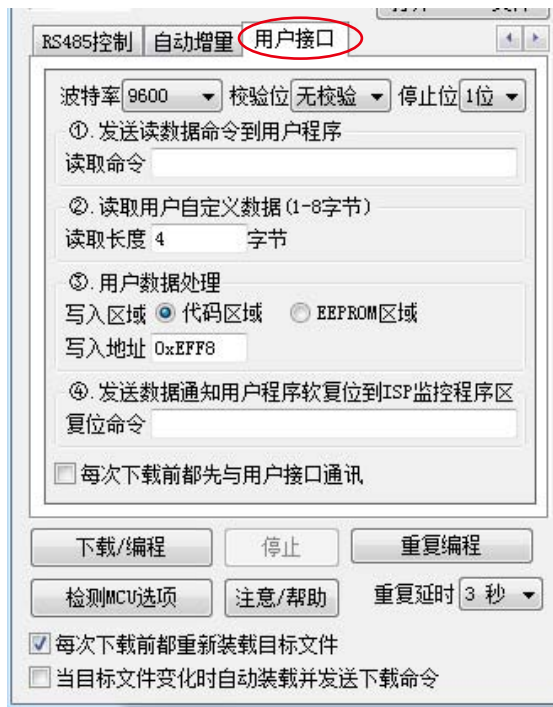 RS485控制 自动增量 用户接口
波特率 9600 校验位 无校验 停止位 1位
①.发送读数据命令到用户程序
读取命令
②.读取用户自定义数据(1-8字节)
读取长度 4 字节
③.用户数据处理
写入区域 代码区域 EEPROM区域
写入地址 0xEFF8
④.发送数据通知用户程序软复位到ISP监控程序区
复位命令
每次下载前都先与用户接口通讯
下载/编程 停止 重复编程
检测MCU选项 注意/帮助 重复延时 3 秒
每次下载前都重新装载目标文件
当目标文件变化时自动装载并发送下载命令